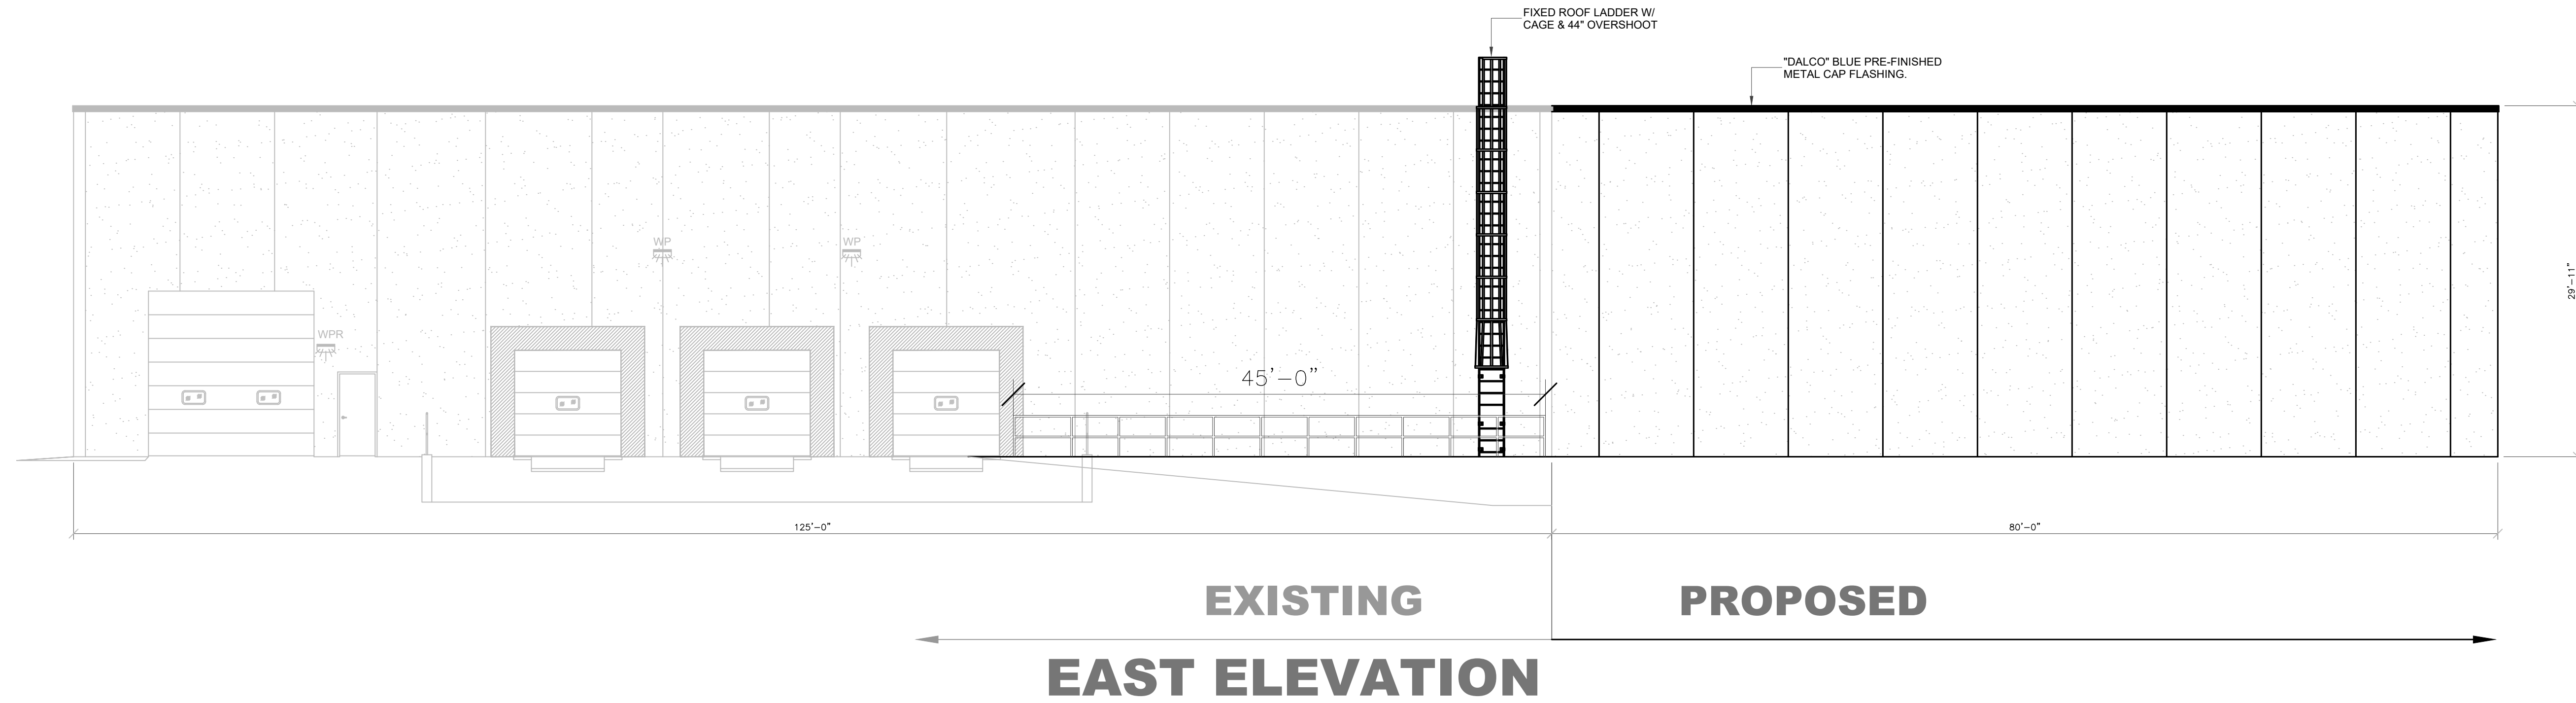 FIXED ROOF LADDER W/
CAGE & 44" OVERSHOOT
"DALCO" BLUE PRE-FINISHED
METAL CAP FLASHING.
WP
WP
WPR
29'-11"
45'-0"
125'-0"
80'-0"
EXISTING
PROPOSED
EAST ELEVATION